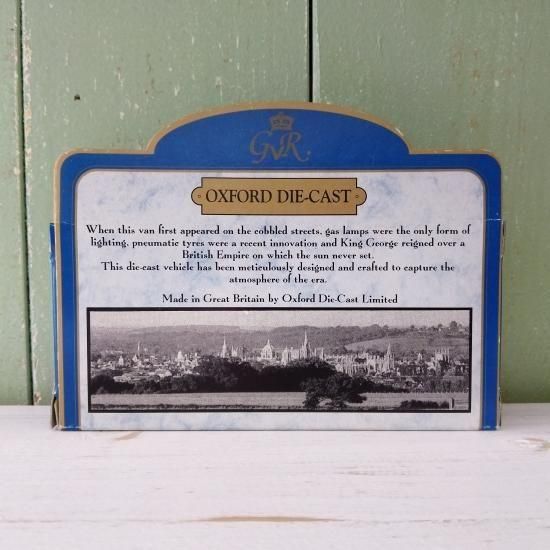 GVR
OXFORD DIE-CAST
When this van first appeared on the cobbled streets, gas lamps were the only form of
lighting, pneumatic tyres were a recent innovation and King George reigned over a
British Empire on which the sun never set.
This die-cast vehicle has been meticulously designed and crafted to capture the
atmosphere of the era.
Made in Great Britain by Oxford Die-Cast Limited